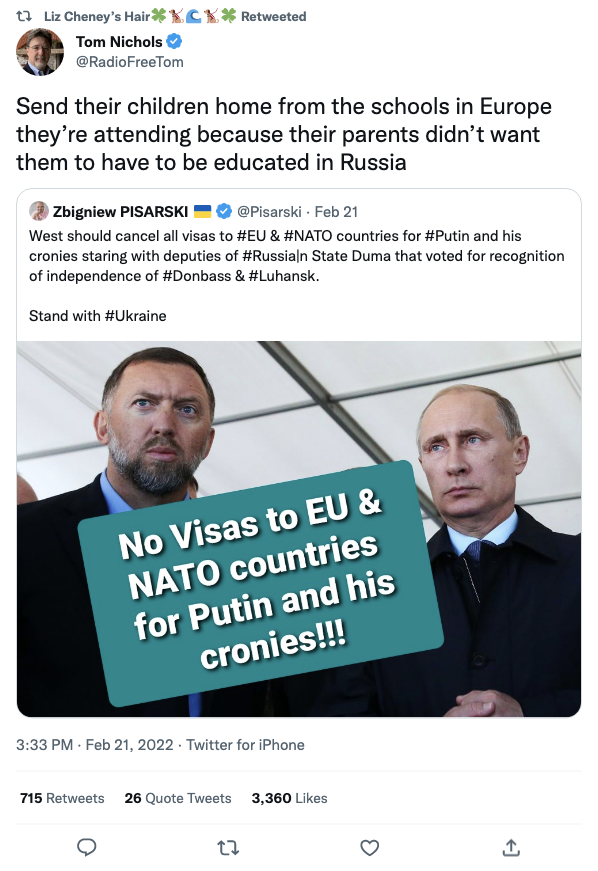 Liz Cheney's Hair🍀🐕‍🦺🌊🐕‍🦺🍀 Retweeted
Tom Nichols
@RadioFreeTom
Send their children home from the schools in Europe
they're attending because their parents didn't want
them to have to be educated in Russia
Zbigniew PISARSKI 🇺🇦 @Pisarski · Feb 21
West should cancel all visas to #EU & #NATO countries for #Putin and his
cronies staring with deputies of #Russia|n State Duma that voted for recognition
of independence of #Donbass & #Luhansk.
Stand with #Ukraine
No Visas to EU &
NATO countries
for Putin and his
cronies!!!
3:33 PM · Feb 21, 2022 · Twitter for iPhone
715 Retweets 26 Quote Tweets 3,360 Likes